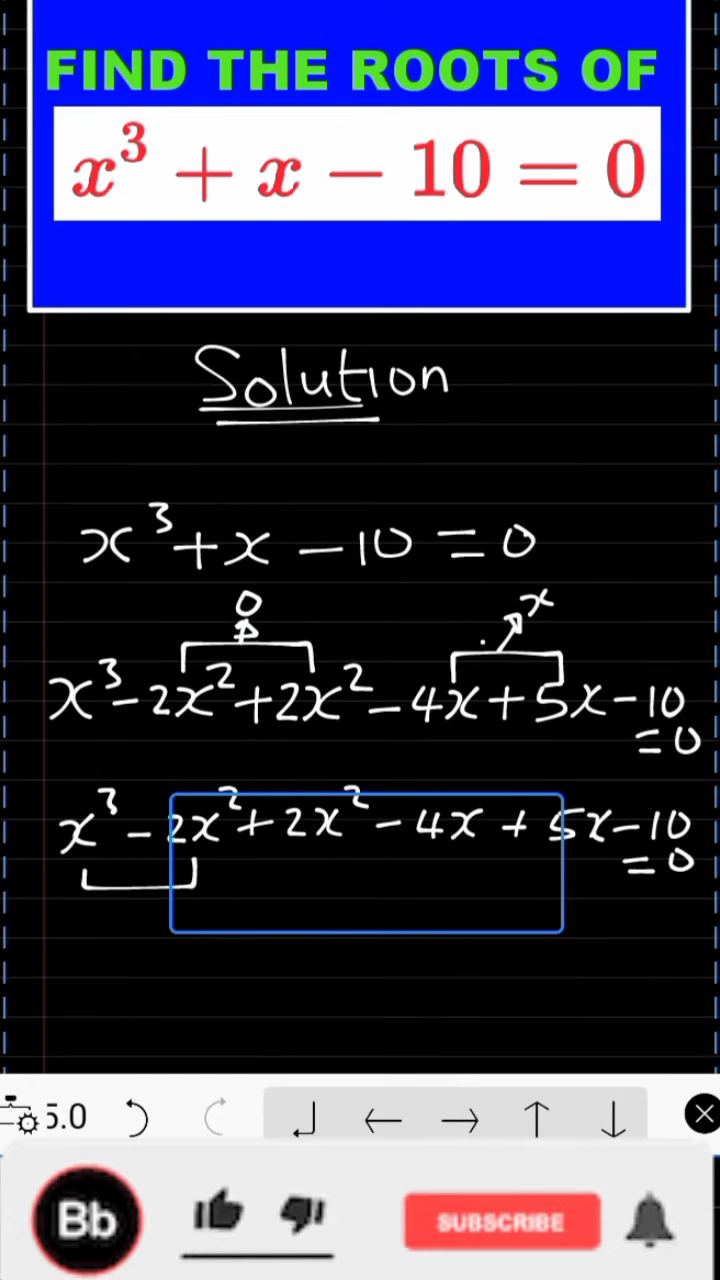 FIND THE ROOTS OF
x³ + x − 10 = 0
Solution
x³ + x − 10 = 0
0 x
x³ − 2x² + 2x² − 4x + 5x − 10
= 0
x³ − 2x² + 2x² − 4x + 5x − 10
= 0
5.0
Bb SUBSCRIBE